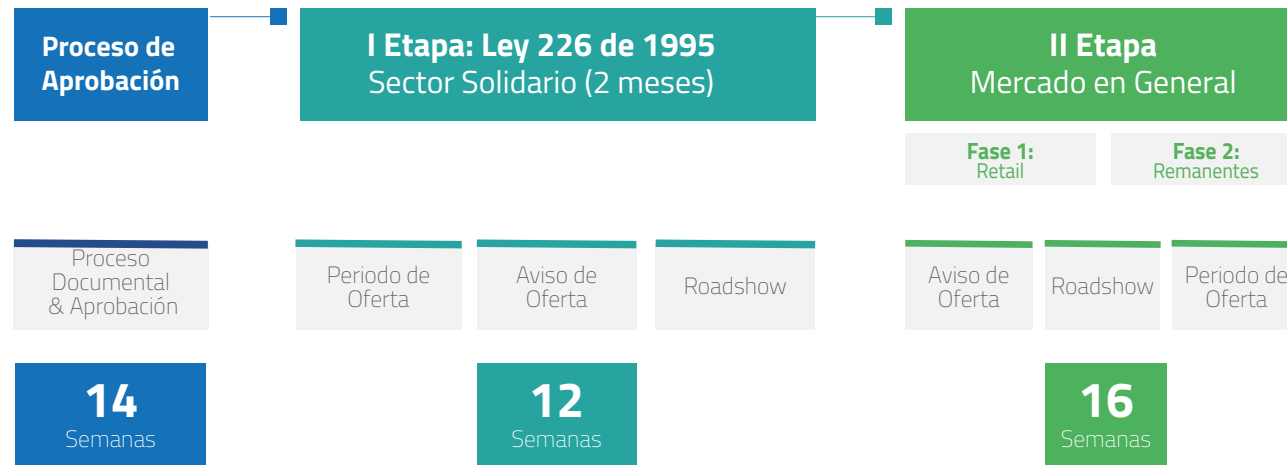 Proceso de
Aprobación
I Etapa: Ley 226 de 1995
Sector Solidario (2 meses)
II Etapa
Mercado en General
Fase 1:
Retail
Fase 2:
Remanentes
Proceso
Documental
& Aprobación
Periodo de
Oferta
Aviso de
Oferta
Roadshow
Aviso de
Oferta
Roadshow
Periodo de
Oferta
14
Semanas
12
Semanas
16
Semanas